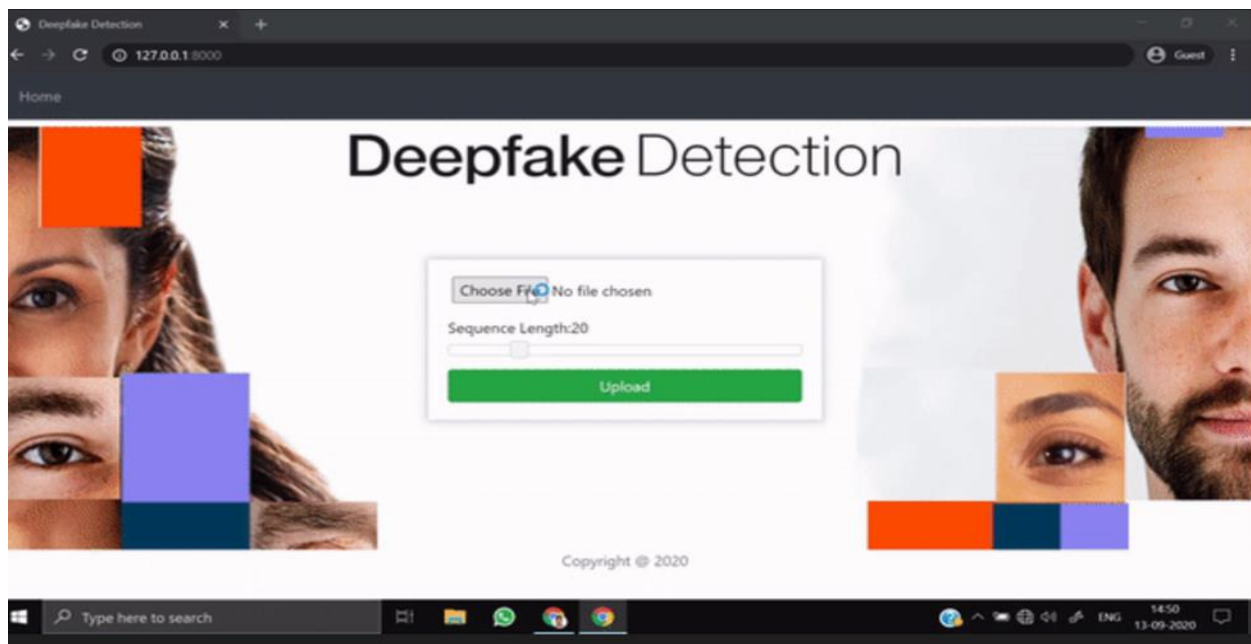 Deepfake Detection
127.0.0.1:8000
Guest
Home
Deepfake Detection
Choose File No file chosen
Sequence Length:20
Upload
Copyright @ 2020
Type here to search
ENG
14:50
13-09-2020